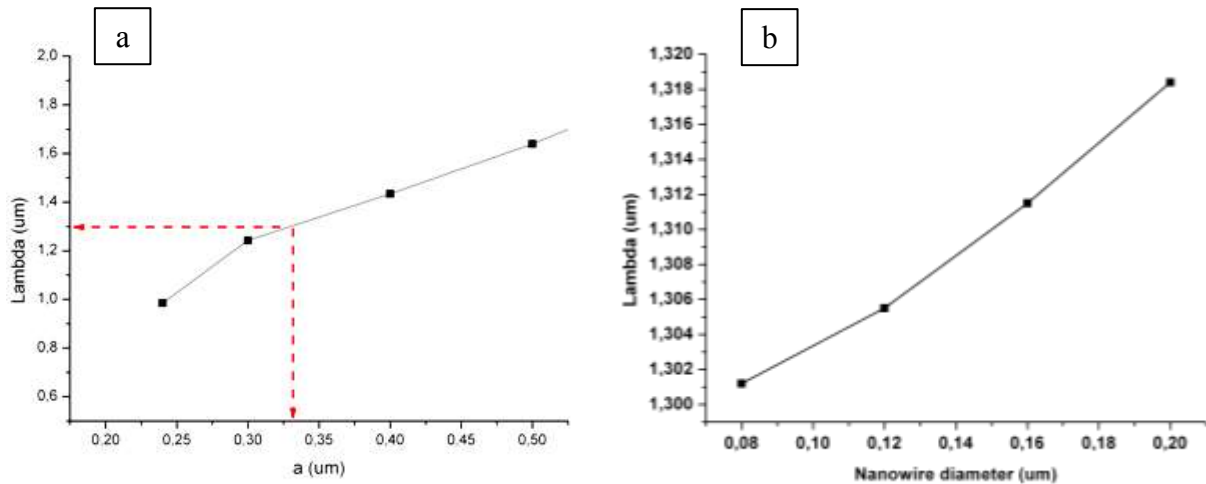 a
2,0
1,8
1,6
1,4
1,2
1,0
0,8
0,6
Lambda (um)
0,20 0,25 0,30 0,35 0,40 0,45 0,50
a (um)
b
1,320
1,318
1,316
1,314
1,312
1,310
1,308
1,306
1,304
1,302
1,300
Lambda (um)
0,08 0,10 0,12 0,14 0,16 0,18 0,20
Nanowire diameter (um)